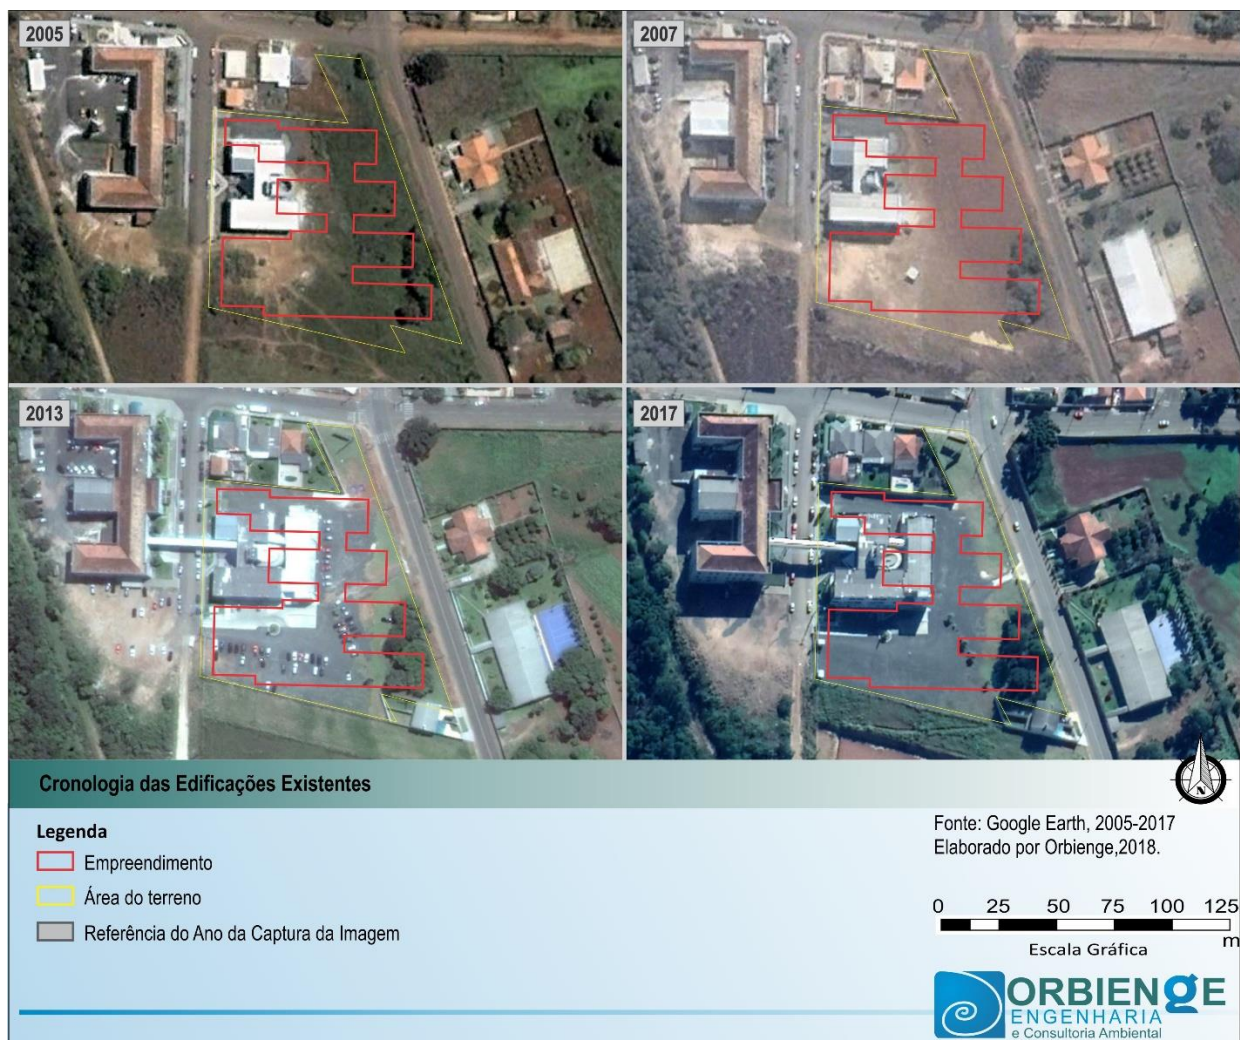 2005
2007
2013
2017
Cronologia das Edificações Existentes
N
Legenda
Empreendimento
Área do terreno
Referência do Ano da Captura da Imagem
Fonte: Google Earth, 2005-2017
Elaborado por Orbienge,2018.
0 25 50 75 100 125
m
Escala Gráfica
ORBIENGE
ENGENHARIA
e Consultoria Ambiental